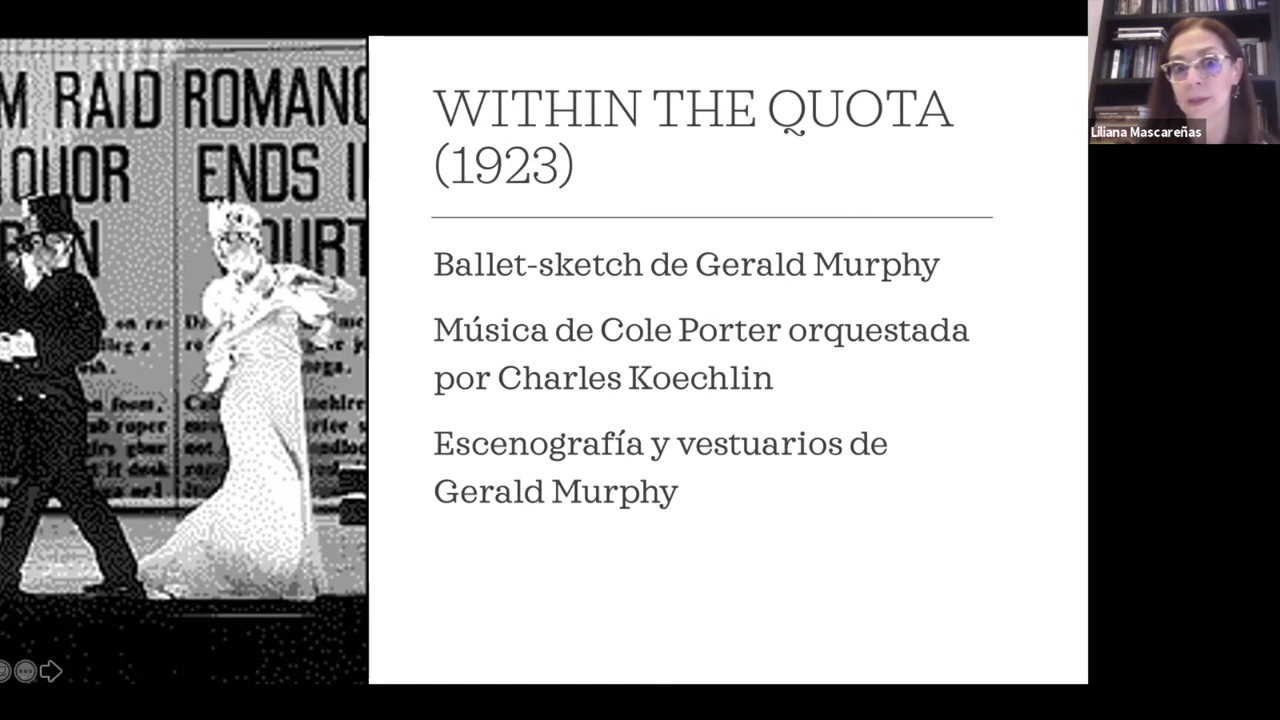 RAID ROMANC
ENDS I
WITHIN THE QUOTA
(1923)
Ballet-sketch de Gerald Murphy
Música de Cole Porter orquestada
por Charles Koechlin
Escenografía y vestuarios de
Gerald Murphy
Liliana Mascareñas